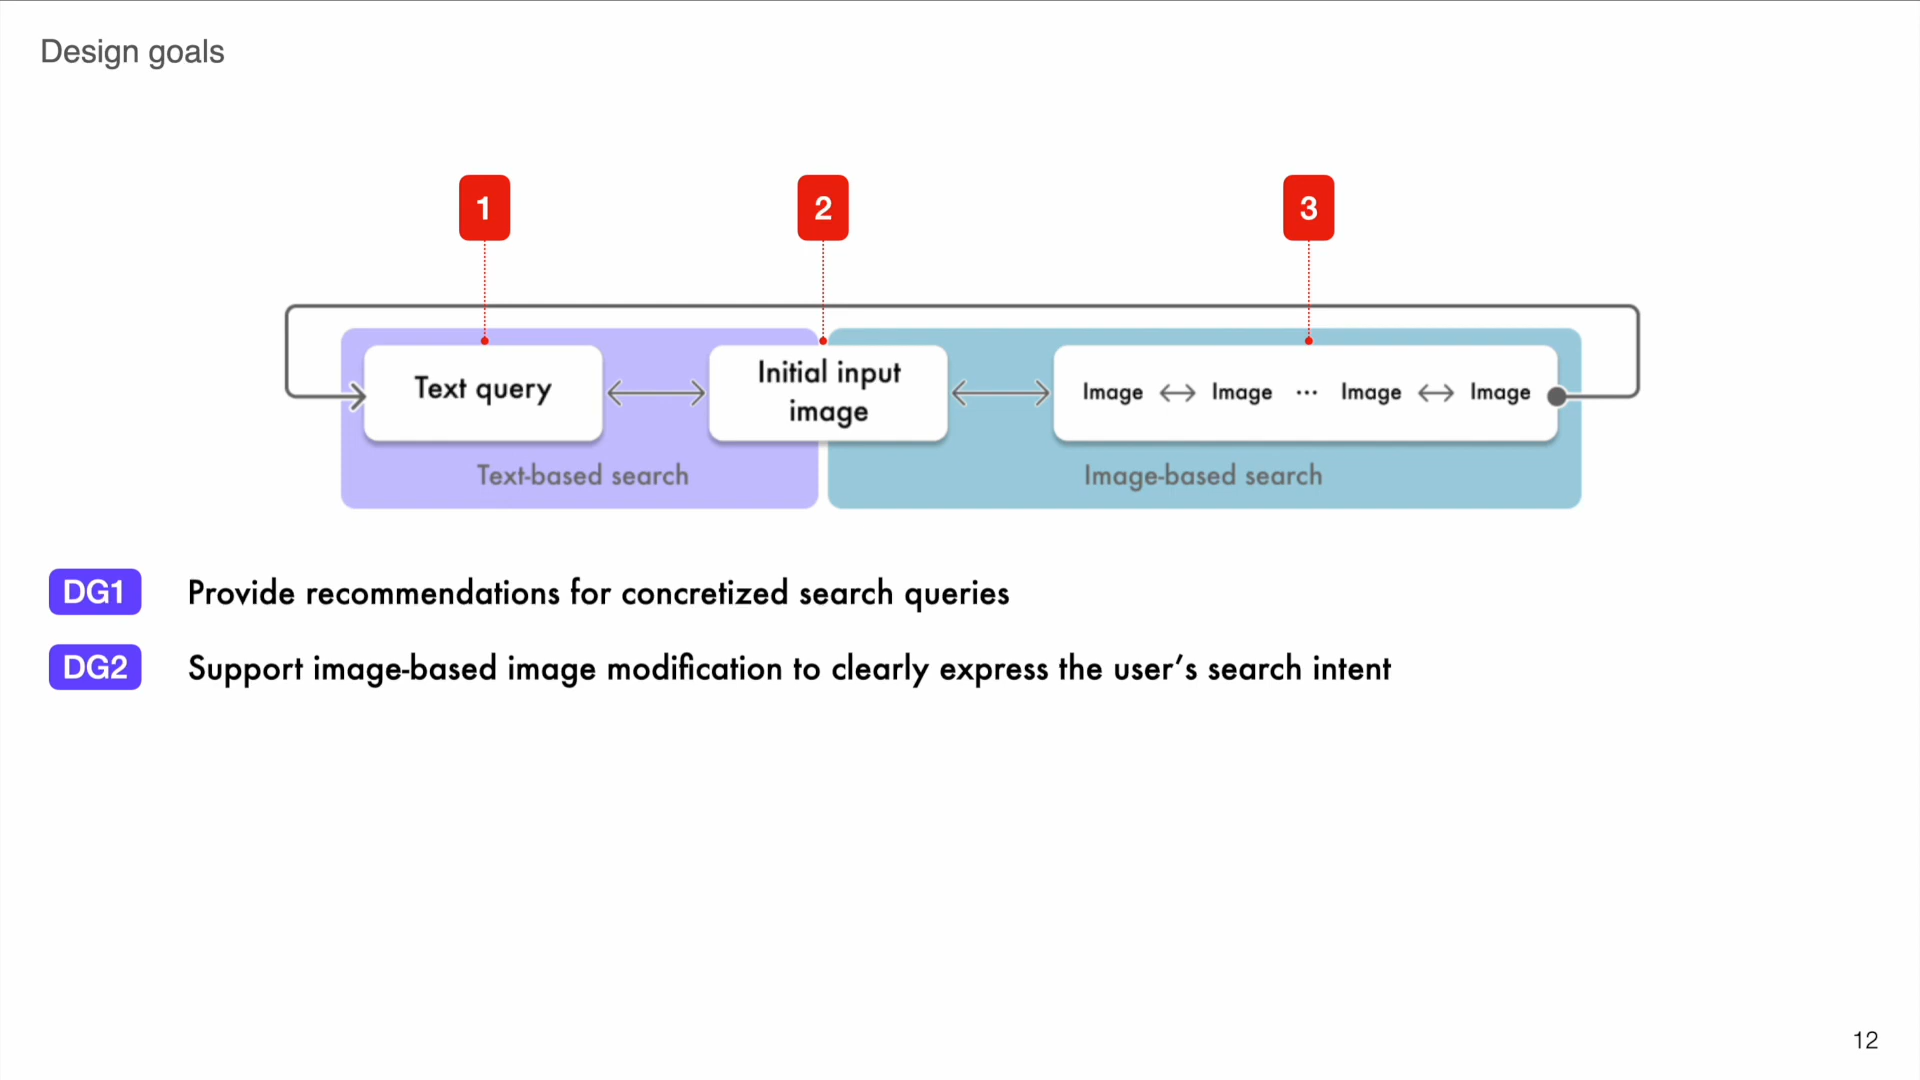 Design goals
1
2
3
Text query
Initial input
image
Image Image ... Image Image
Text-based search
Image-based search
DG1 Provide recommendations for concretized search queries
DG2 Support image-based image modification to clearly express the user’s search intent
12